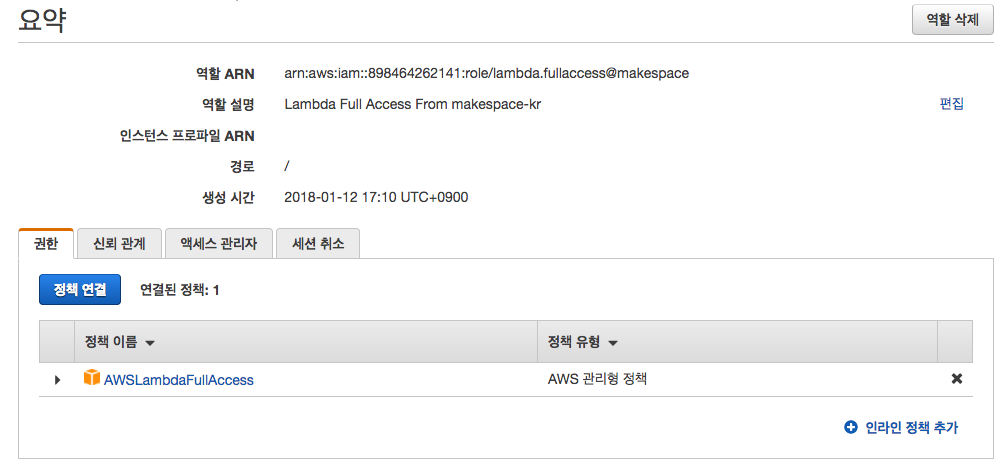 요약
역할 삭제
역할 ARN arn:aws:iam::898464262141:role/lambda.fullaccess@makespace
역할 설명 Lambda Full Access From makespace-kr 편집
인스턴스 프로파일 ARN
경로 /
생성 시간 2018-01-12 17:10 UTC+0900
권한 신뢰 관계 액세스 관리자 세션 취소
정책 연결 연결된 정책: 1
정책 이름 정책 유형
AWSLambdaFullAccess AWS 관리형 정책
인라인 정책 추가